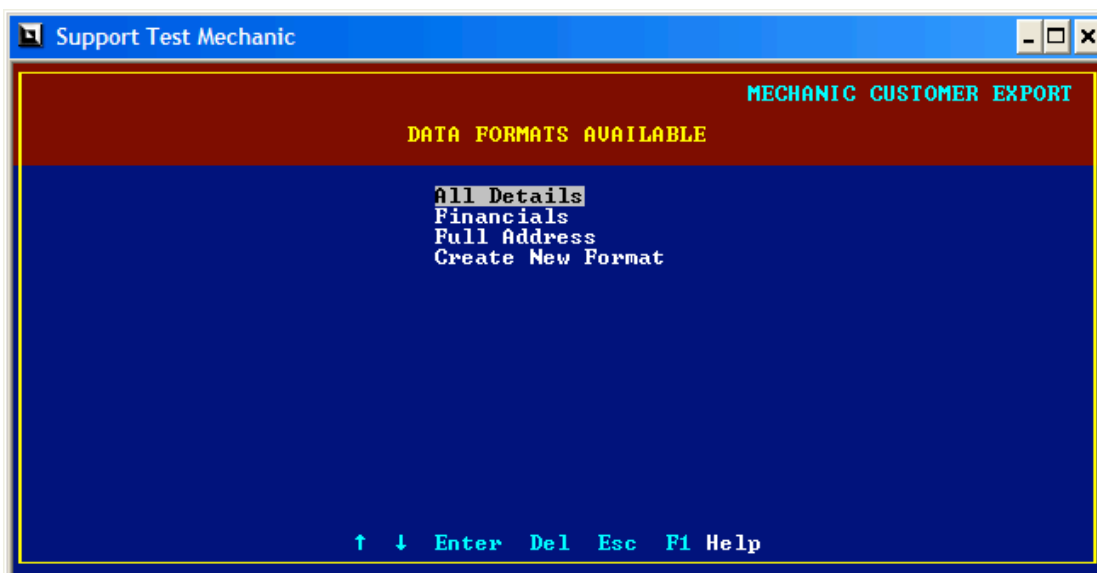 Support Test Mechanic
MECHANIC CUSTOMER EXPORT
DATA FORMATS AVAILABLE
All Details
Financials
Full Address
Create New Format
↑ ↓ Enter Del Esc F1 Help